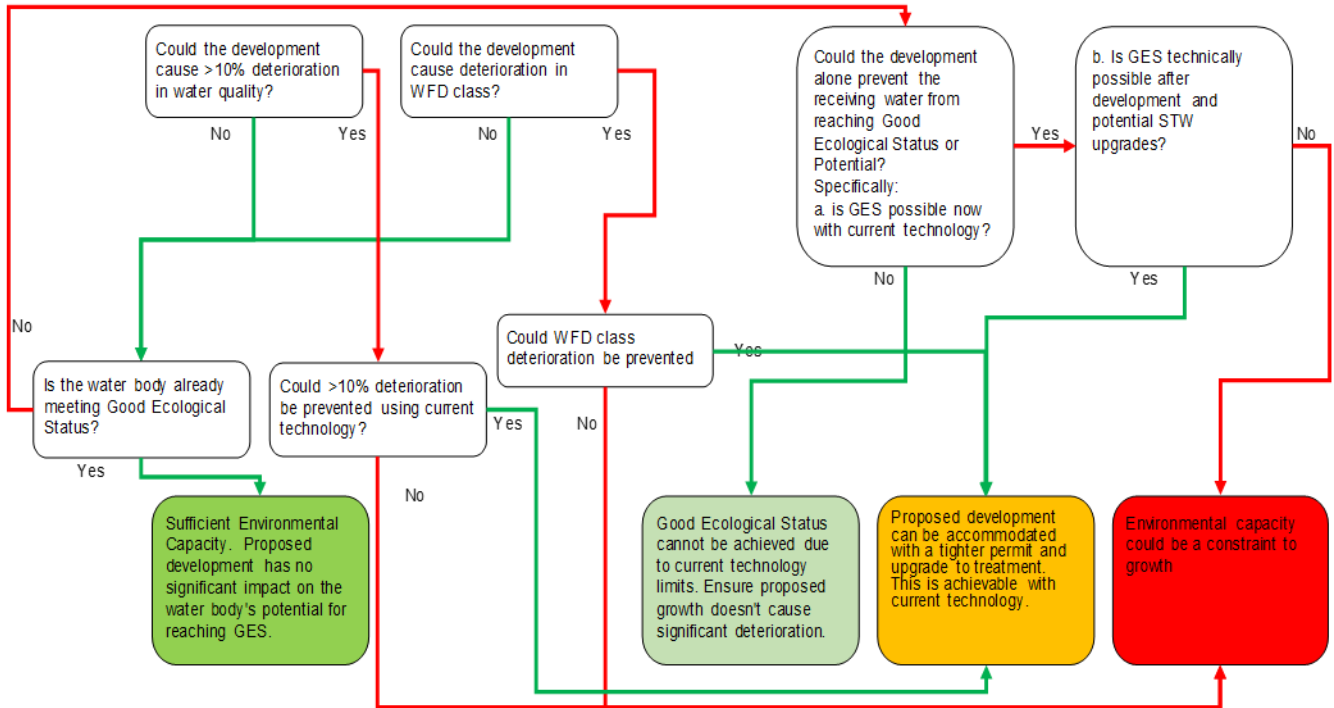 Could the development
cause >10% deterioration
in water quality?
No
Yes
Could the development
cause deterioration in
WFD class?
No
Yes
Could the development
alone prevent the
receiving water from
reaching Good
Ecological Status or
Potential?
Specifically:
a. is GES possible now
with current technology?
Yes
No
b. Is GES technically
possible after
development and
potential STW
upgrades?
No
Yes
No
Is the water body already
meeting Good Ecological
Status?
Yes
Could >10% deterioration
be prevented using current
technology?
Yes
No
Could WFD class
deterioration be prevented
Yes
No
Sufficient Environmental
Capacity. Proposed
development has no
significant impact on the
water body's potential for
reaching GES.
Good Ecological Status
cannot be achieved due
to current technology
limits. Ensure proposed
growth doesn't cause
significant deterioration.
Proposed development
can be accommodated
with a tighter permit and
upgrade to treatment.
This is achievable with
current technology.
Environmental capacity
could be a constraint to
growth